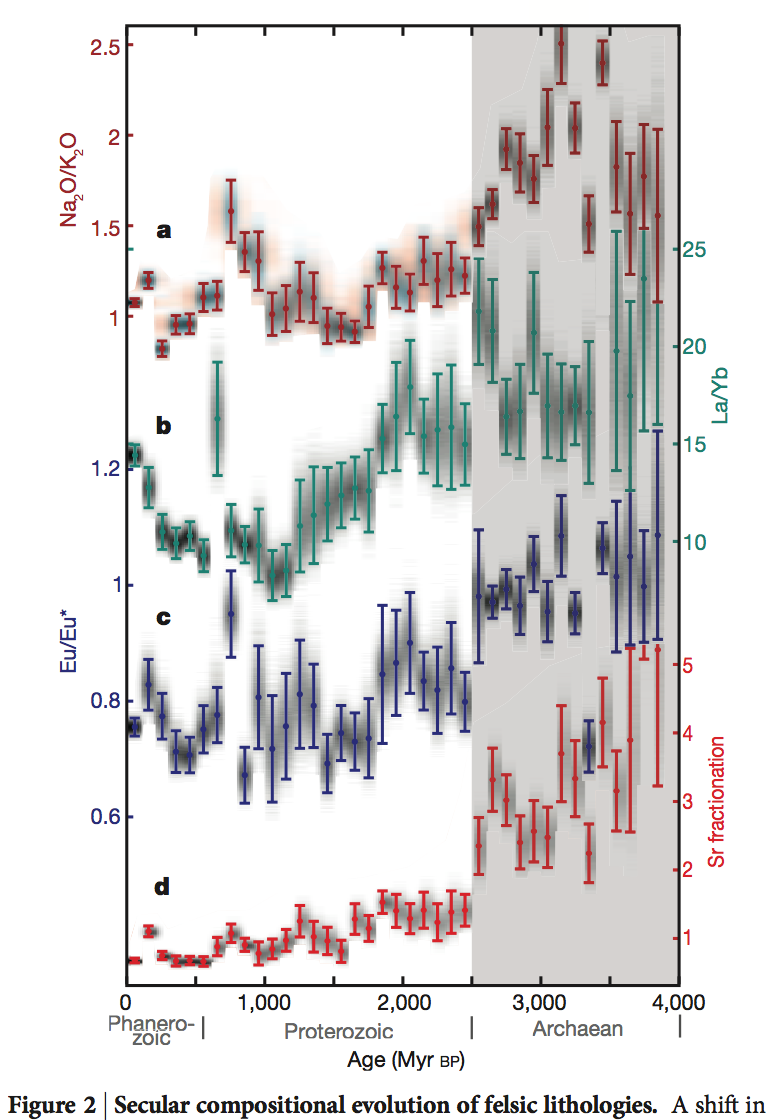 2.5
2
Na2O/K2O
1.5
a
25
1
20
La/Yb
b
15
1.2
10
1
c
Eu/Eu*
5
0.8
4
3
Sr fractionation
0.6
2
d
1
0 1,000 2,000 3,000 4,000
Phanero-
zoic
Proterozoic
Archaean
Age (Myr BP)
Figure 2 | Secular compositional evolution of felsic lithologies. A shift in